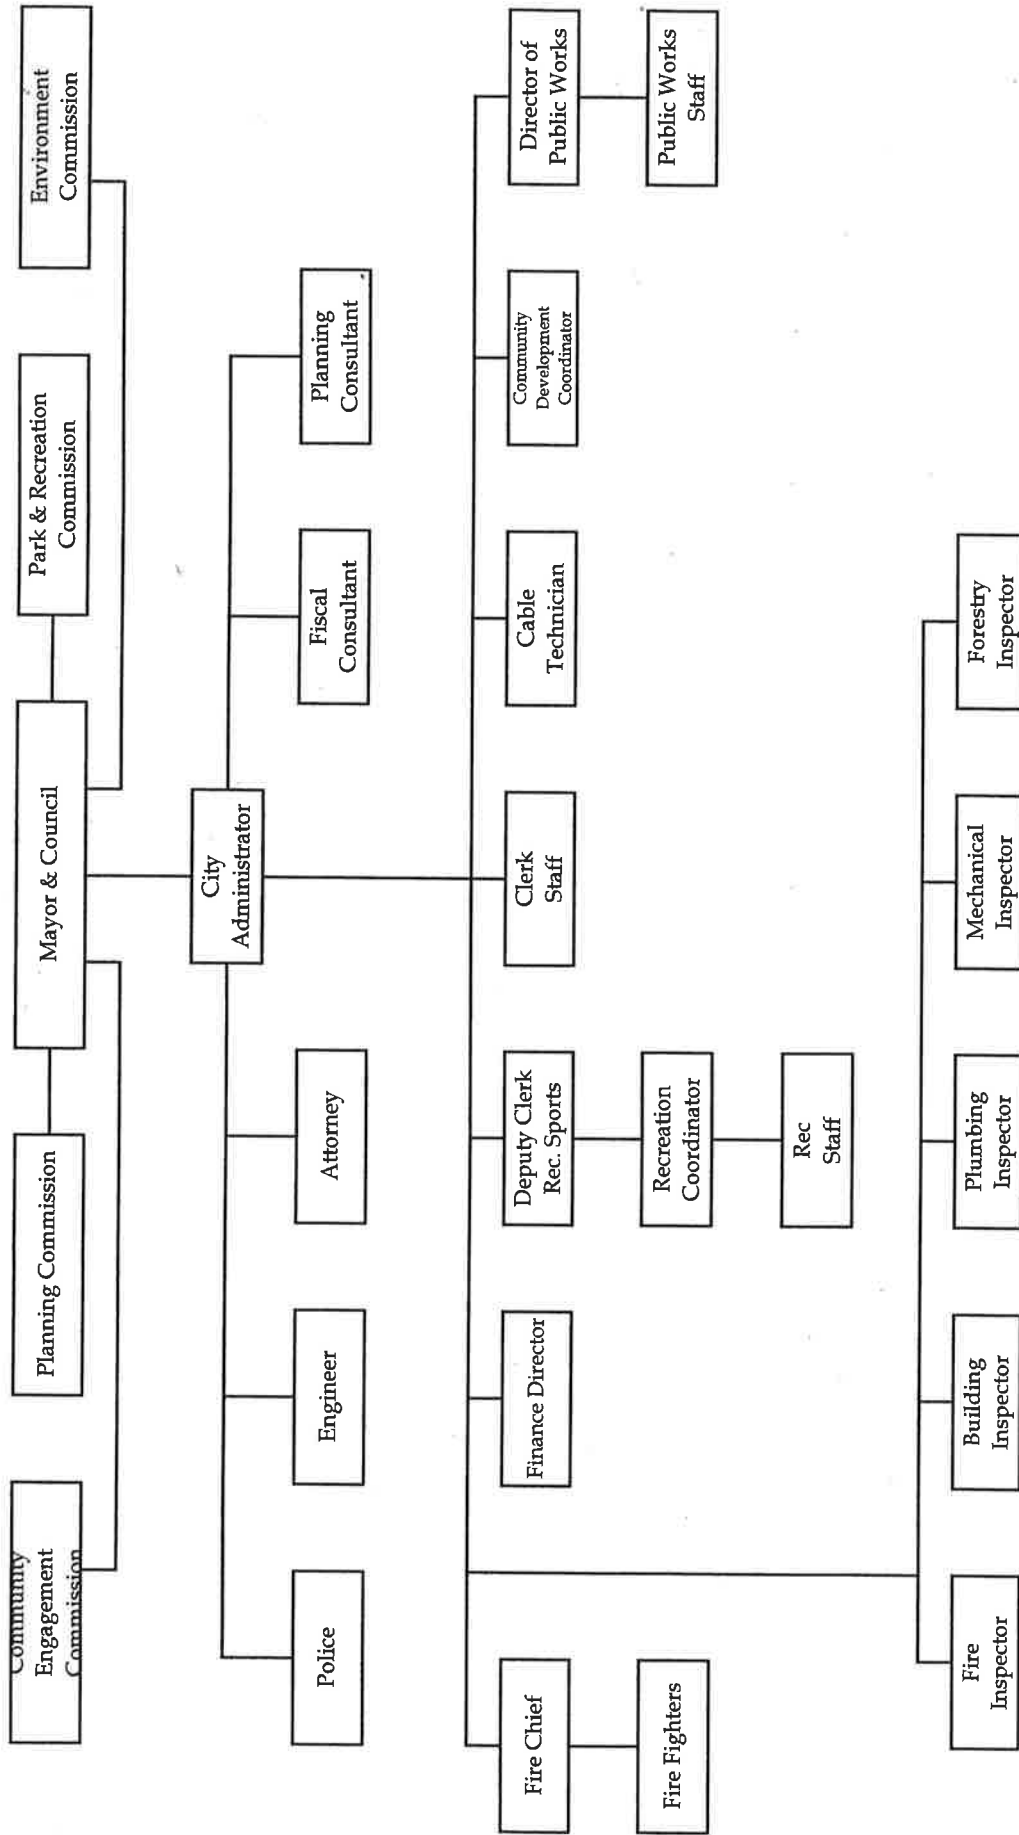 Community
Engagement
Commission
Planning Commission
Mayor & Council
Park & Recreation
Commission
Environment
Commission
City
Administrator
Police
Engineer
Attorney
Fiscal
Consultant
Planning
Consultant
Fire Chief
Finance Director
Deputy Clerk
Rec. Sports
Clerk
Staff
Cable
Technician
Community
Development
Coordinator
Director of
Public Works
Fire Fighters
Recreation
Coordinator
Public Works
Staff
Rec
Staff
Fire
Inspector
Building
Inspector
Plumbing
Inspector
Mechanical
Inspector
Forestry
Inspector